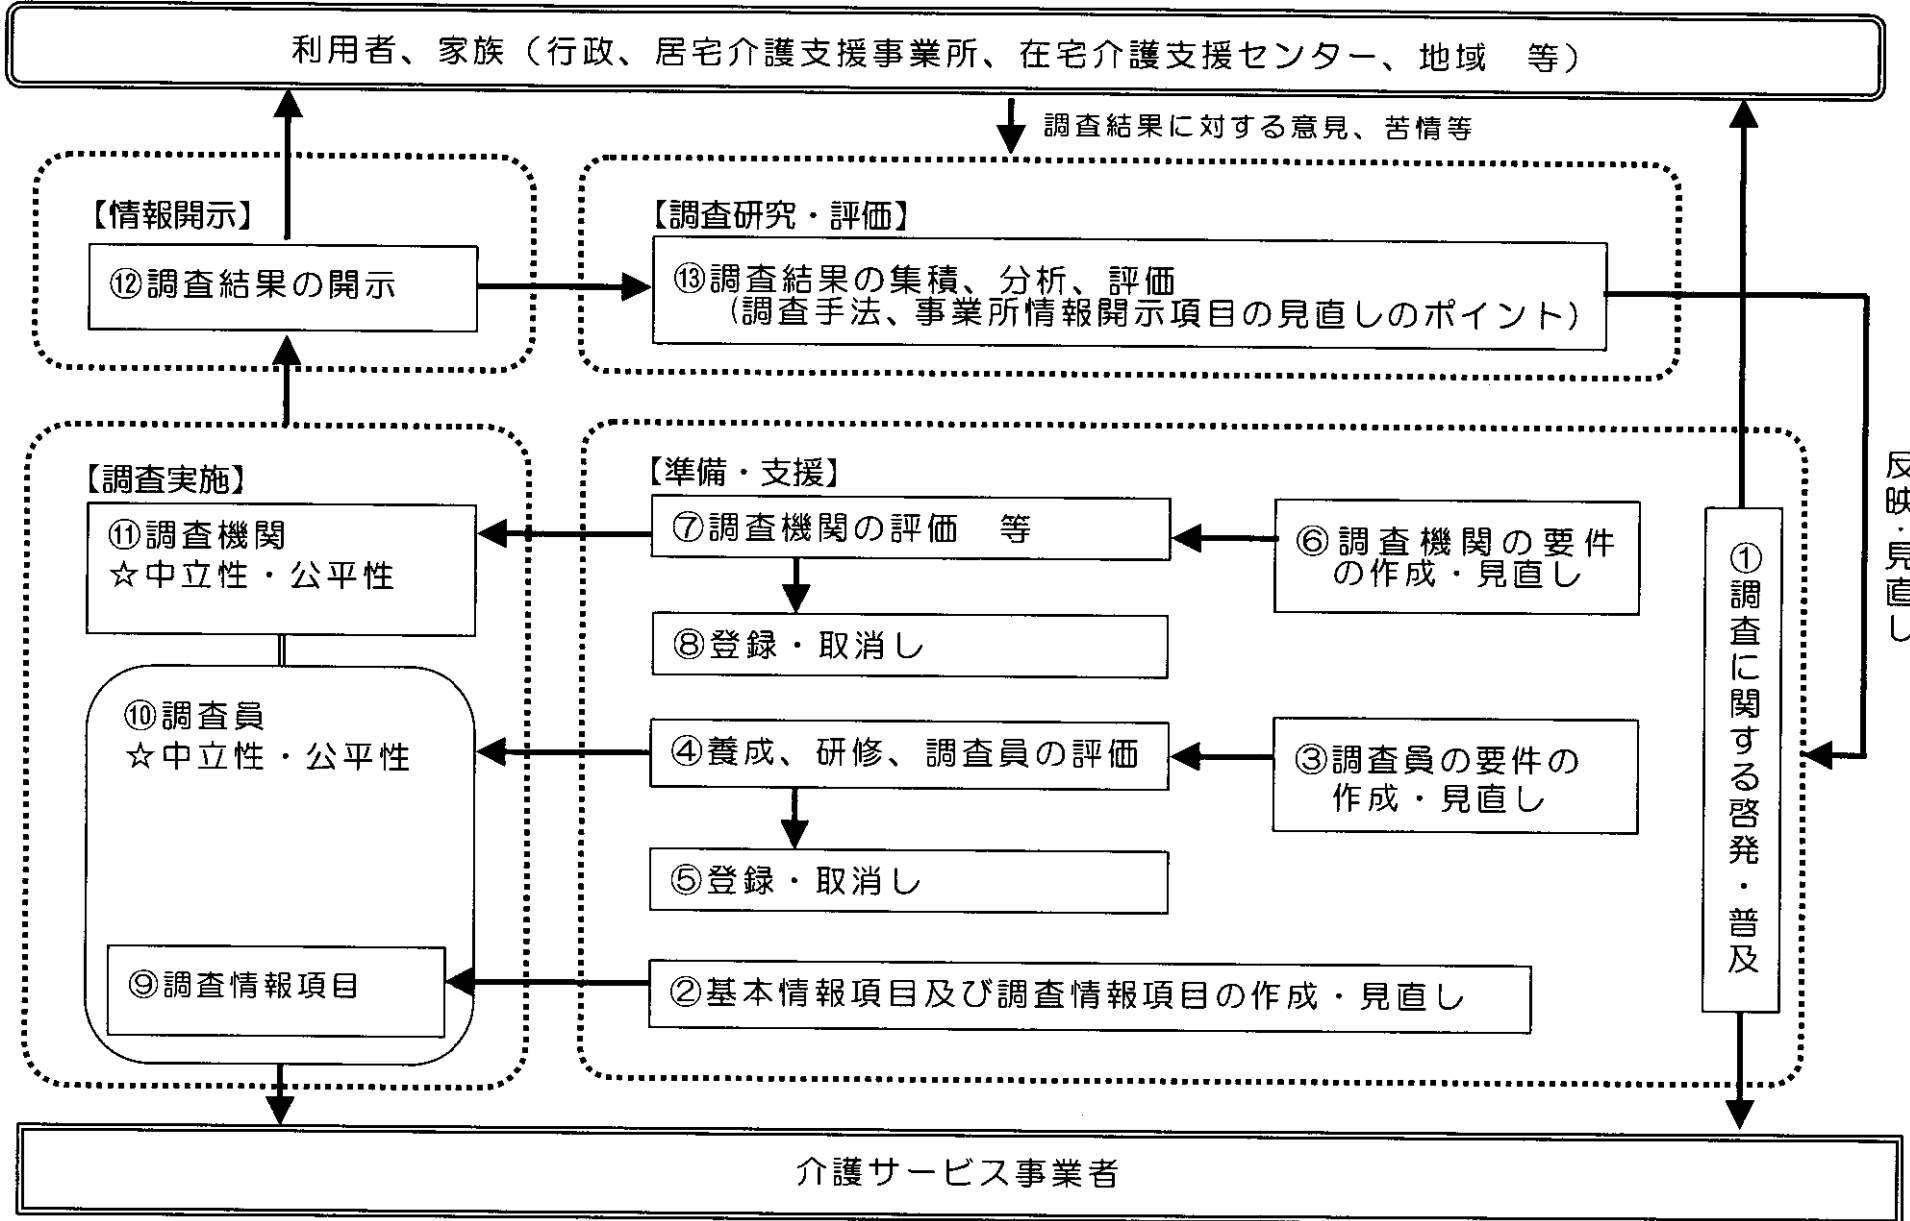 利用者、家族（行政、居宅介護支援事業所、在宅介護支援センター、地域　等）
調査結果に対する意見、苦情等
【情報開示】
⑫調査結果の開示
【調査研究・評価】
⑬調査結果の集積、分析、評価
（調査手法、事業所情報開示項目の見直しのポイント）
反映・見直し
【調査実施】
⑪調査機関
☆中立性・公平性
⑩調査員
☆中立性・公平性
⑨調査情報項目
【準備・支援】
⑦調査機関の評価　等
⑥調査機関の要件
の作成・見直し
⑧登録・取消し
④養成、研修、調査員の評価
③調査員の要件の
作成・見直し
⑤登録・取消し
②基本情報項目及び調査情報項目の作成・見直し
①調査に関する啓発・普及
介護サービス事業者